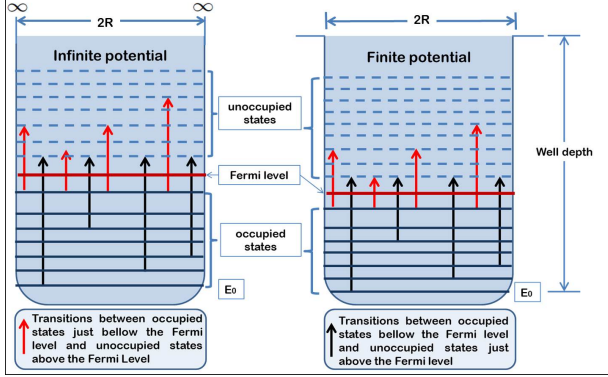 ∞ 2R ∞
2R
Infinite potential
Finite potential
unoccupied
states
Well depth
Fermi level
occupied
states
E₀
E₀
Transitions between occupied
states just bellow the Fermi
level and unoccupied states
above the Fermi Level
Transitions between occupied
states bellow the Fermi level
and unoccupied states just
above the Fermi level